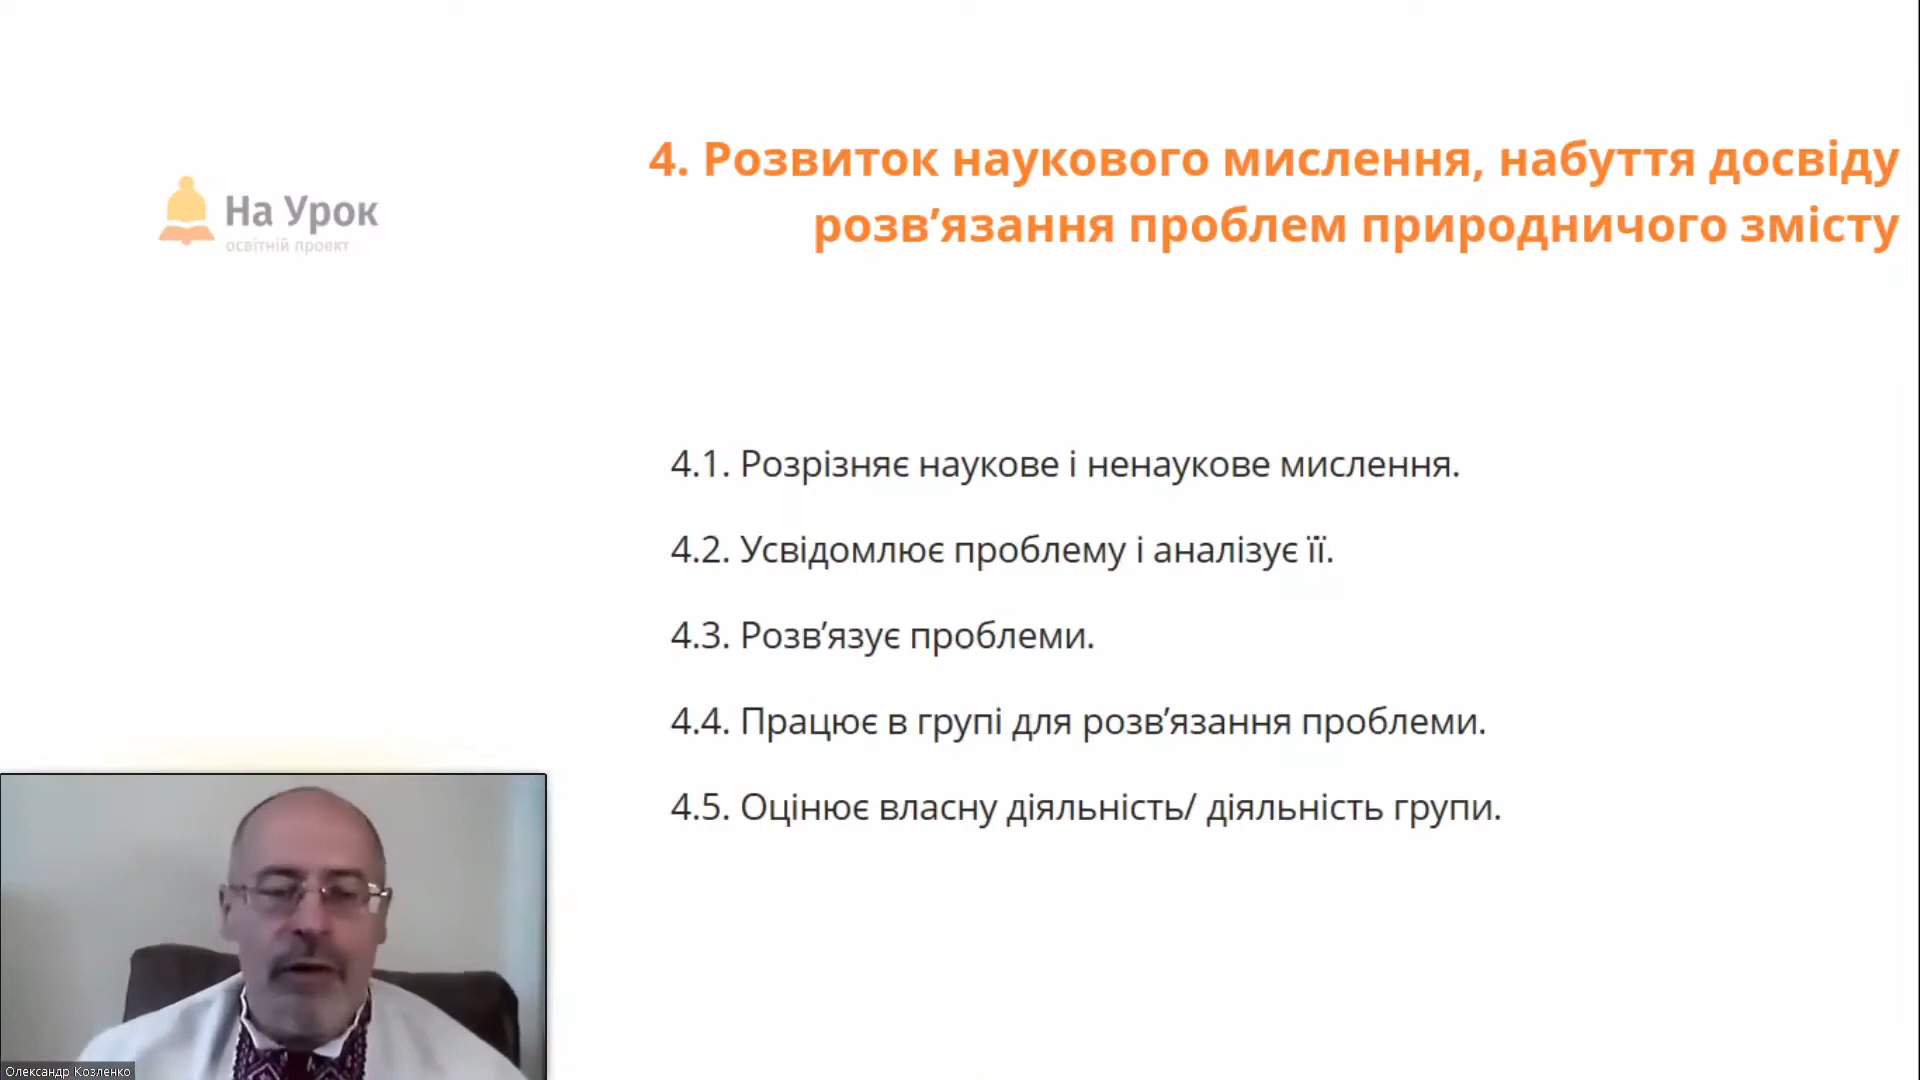 4. Розвиток наукового мислення, набуття досвіду
розв’язання проблем природничого змісту
На Урок
освітній проект
4.1. Розрізняє наукове і ненаукове мислення.
4.2. Усвідомлює проблему і аналізує її.
4.3. Розв’язує проблеми.
4.4. Працює в групі для розв’язання проблеми.
4.5. Оцінює власну діяльність/ діяльність групи.
Олександр Козленко